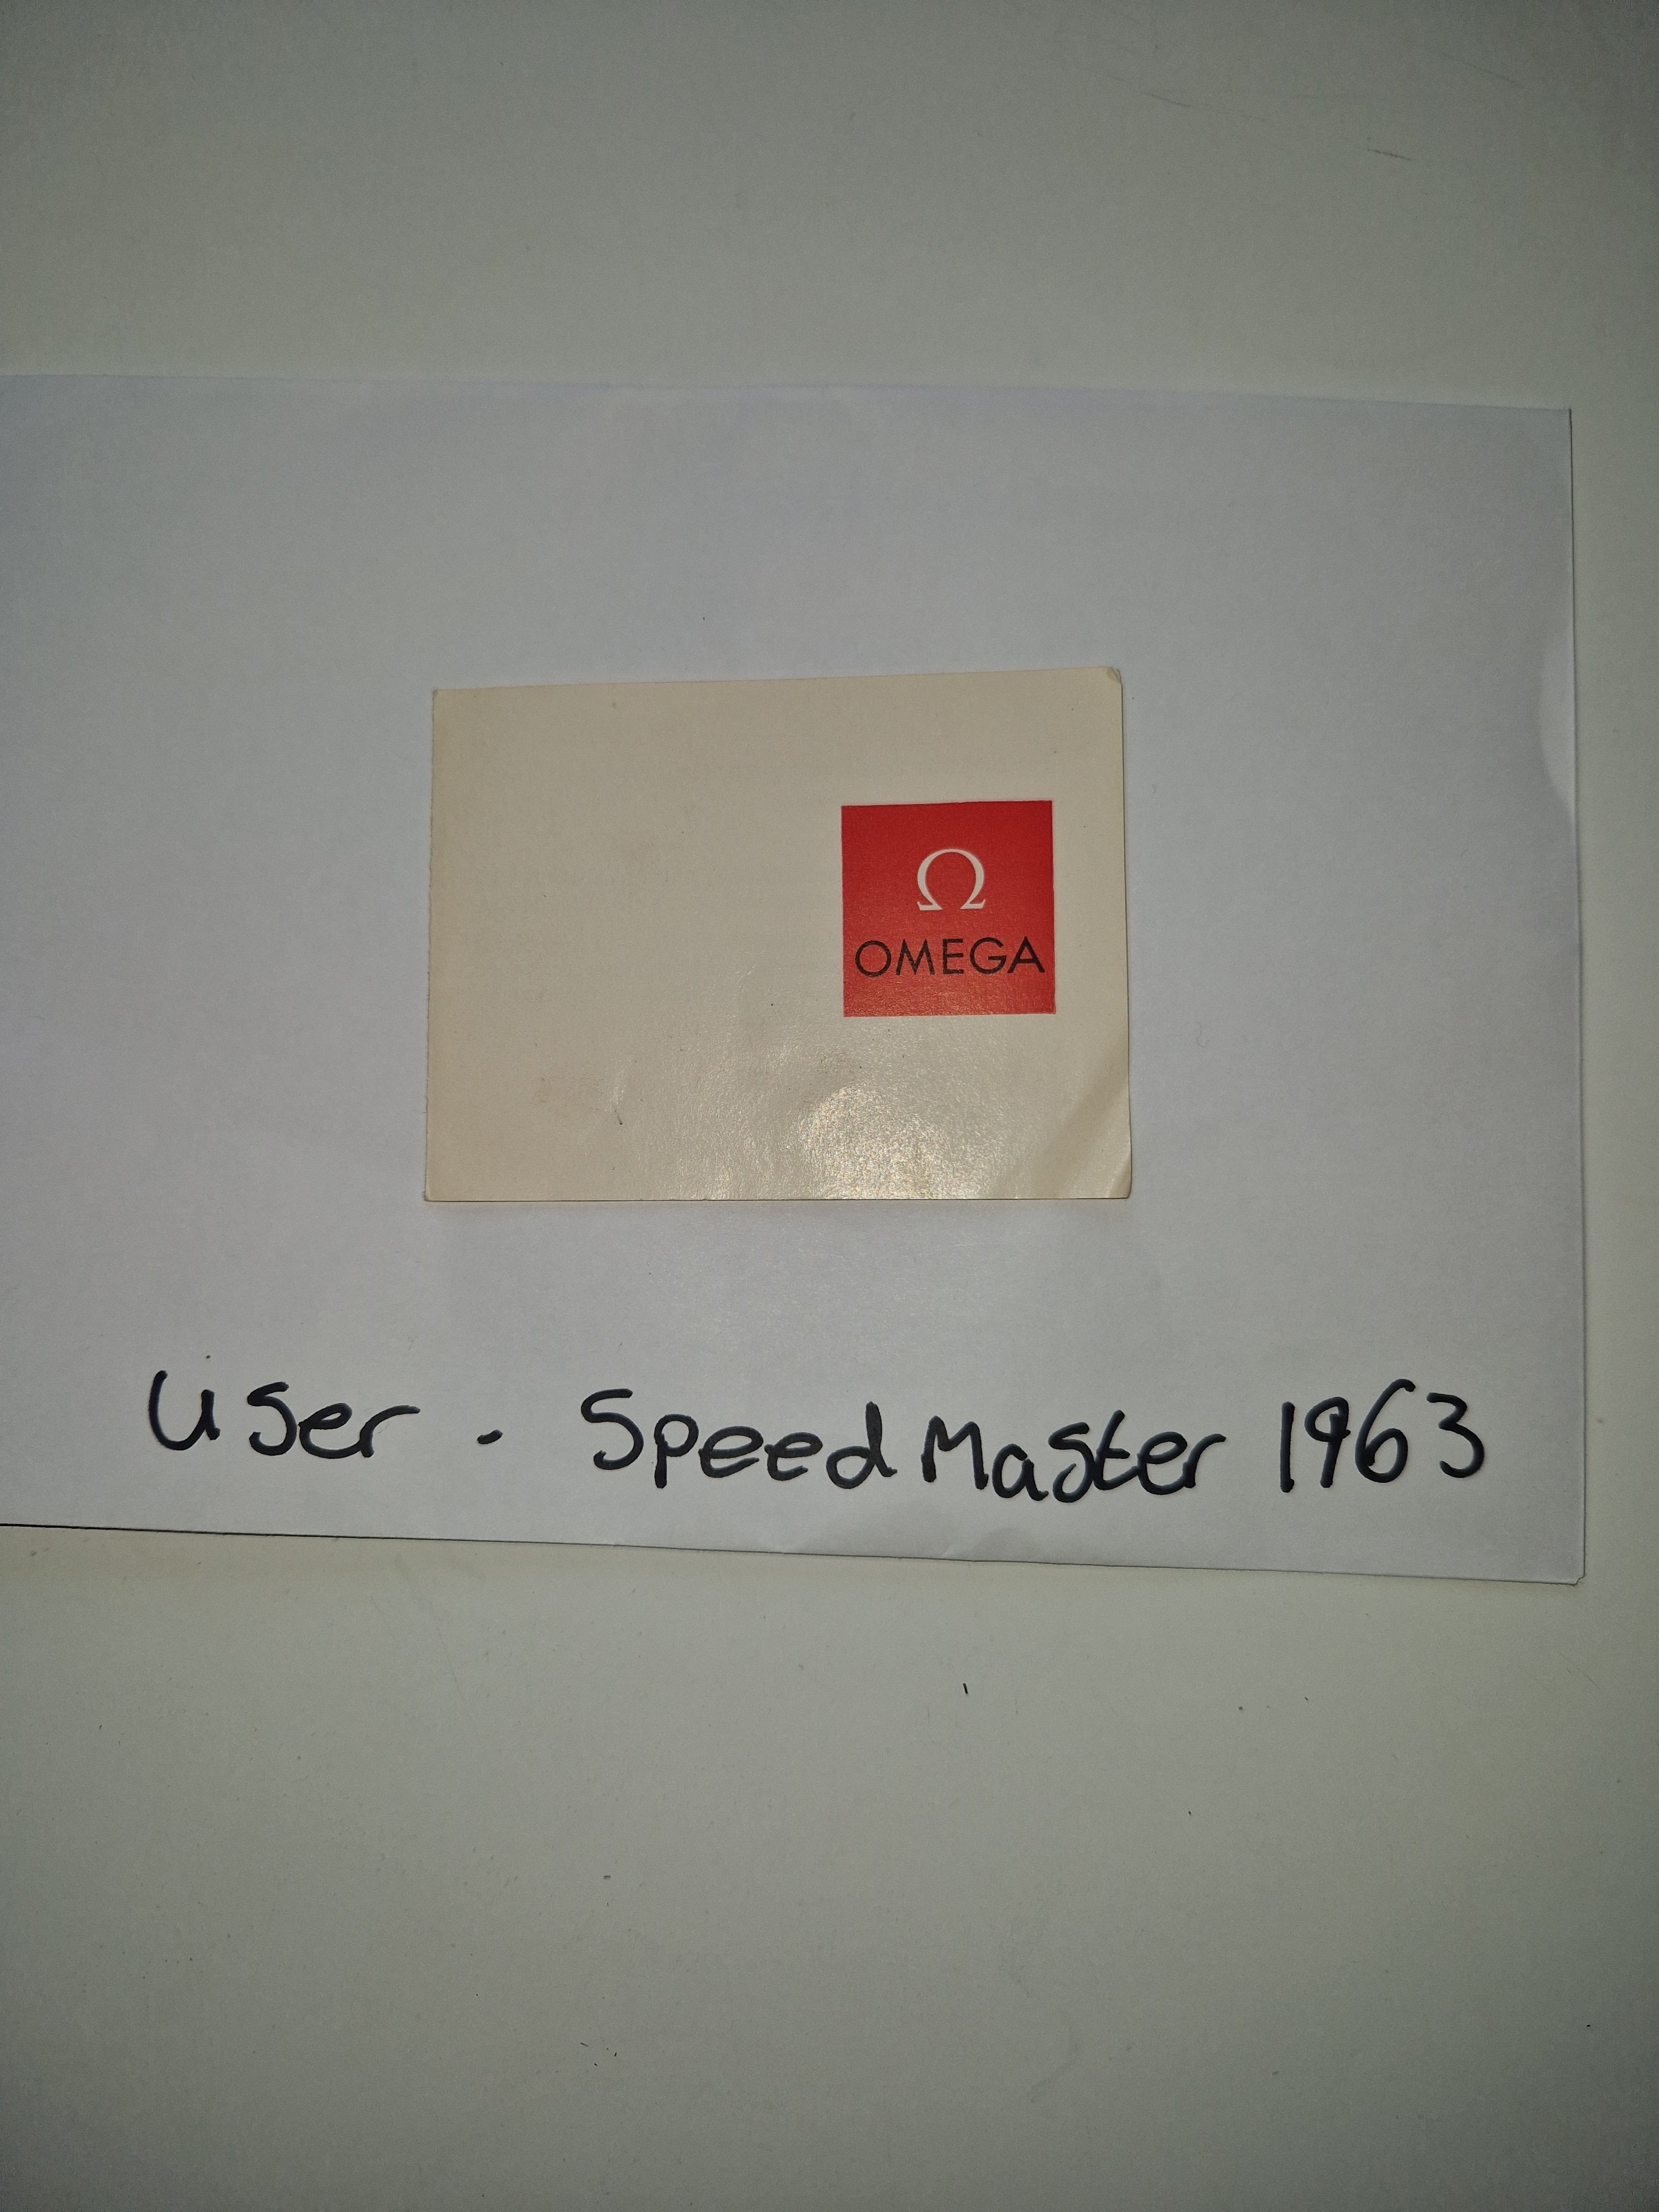 Ω
OMEGA
User - SpeedMaster 1963